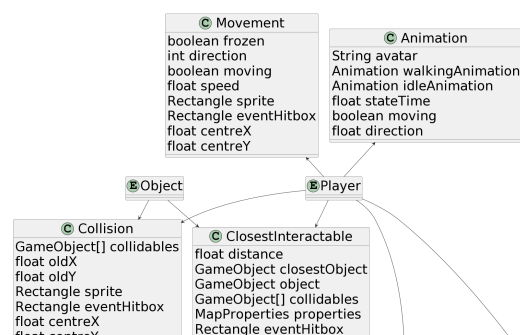 C Movement
boolean frozen
int direction
boolean moving
float speed
Rectangle sprite
Rectangle eventHitbox
float centreX
float centreY
C Animation
String avatar
Animation walkingAnimation
Animation idleAnimation
float stateTime
boolean moving
float direction
E Object
E Player
C Collision
GameObject[] collidables
float oldX
float oldY
Rectangle sprite
Rectangle eventHitbox
float centreX
float centreY
C ClosestInteractable
float distance
GameObject closestObject
GameObject object
GameObject[] collidables
MapProperties properties
Rectangle eventHitbox